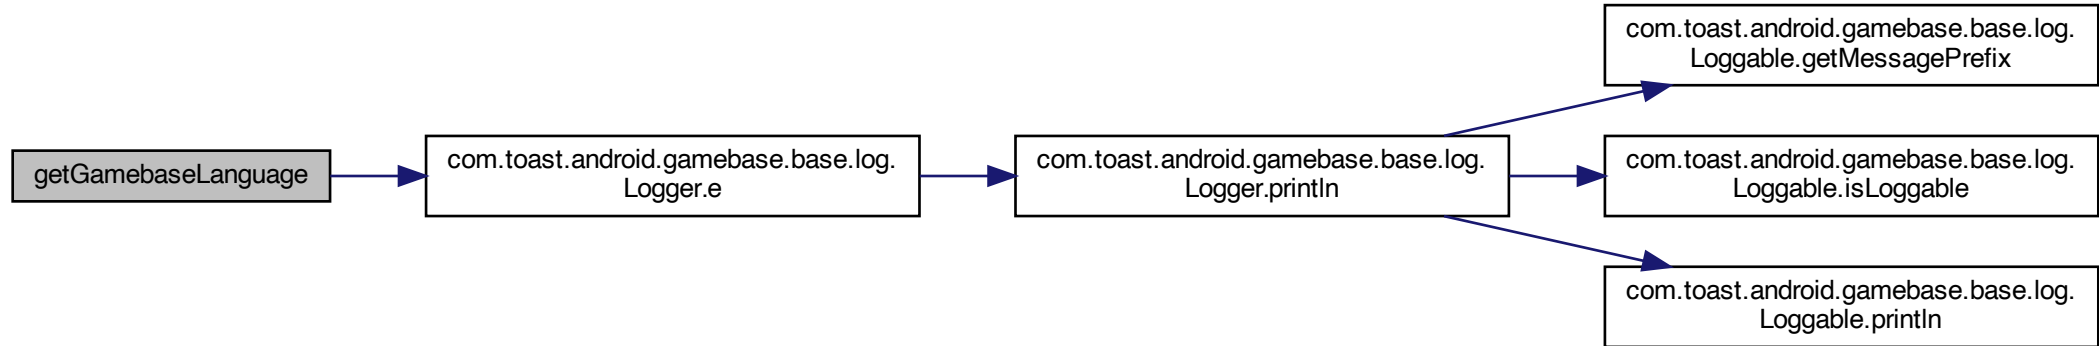 getGamebaseLanguage
com.toast.android.gamebase.base.log.
Logger.e
com.toast.android.gamebase.base.log.
Logger.println
com.toast.android.gamebase.base.log.
Loggable.getMessagePrefix
com.toast.android.gamebase.base.log.
Loggable.isLoggable
com.toast.android.gamebase.base.log.
Loggable.println